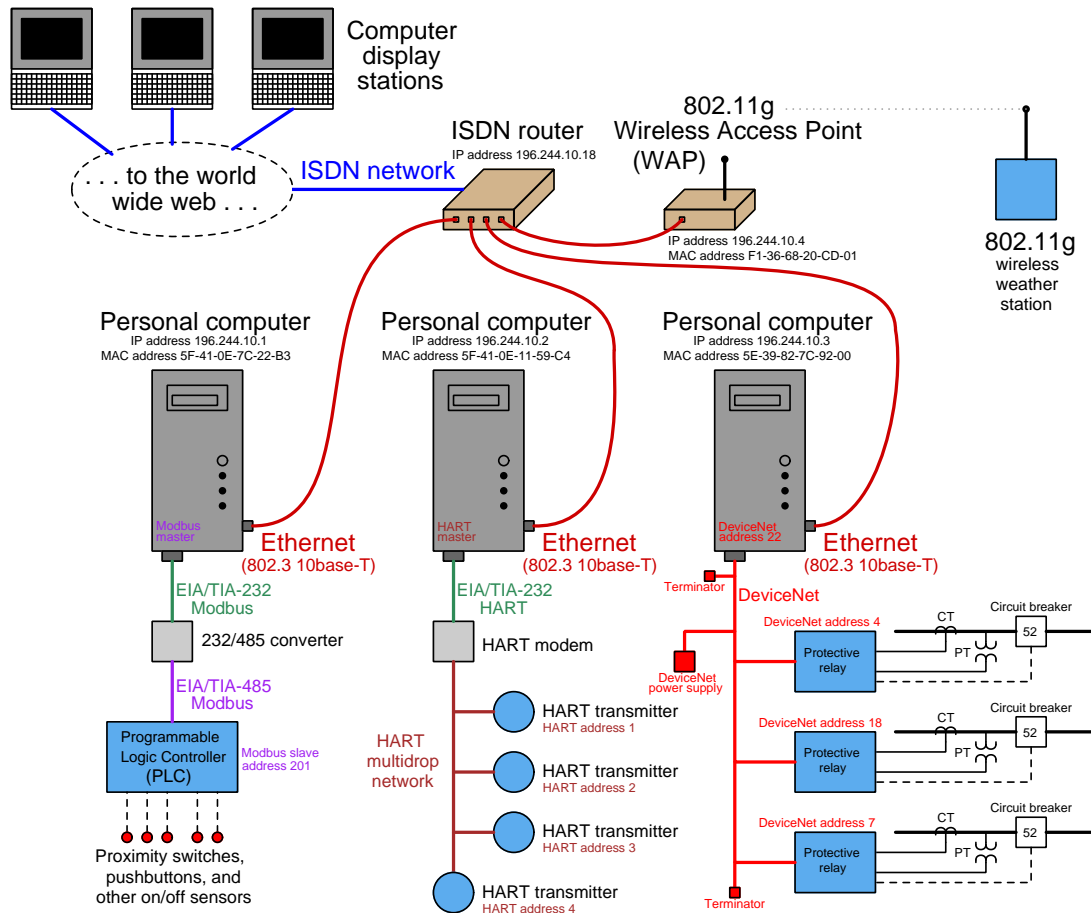 Computer
display
stations
802.11g
ISDN router
IP address 196.244.10.18
Wireless Access Point
(WAP)
. . . to the world
wide web . . .
ISDN network
IP address 196.244.10.4
MAC address F1-36-68-20-CD-01
802.11g
wireless
weather
station
Personal computer
IP address 196.244.10.1
MAC address 5F-41-0E-7C-22-B3
Personal computer
IP address 196.244.10.2
MAC address 5F-41-0E-11-59-C4
Personal computer
IP address 196.244.10.3
MAC address 5E-39-82-7C-92-00
Modbus
master
Ethernet
(802.3 10base-T)
HART
master
Ethernet
(802.3 10base-T)
DeviceNet
address 22
Ethernet
(802.3 10base-T)
EIA/TIA-232
Modbus
232/485 converter
EIA/TIA-485
Modbus
Programmable
Logic Controller
(PLC)
Modbus slave
address 201
Proximity switches,
pushbuttons, and
other on/off sensors
EIA/TIA-232
HART
HART modem
HART
multidrop
network
HART transmitter
HART address 1
HART transmitter
HART address 2
HART transmitter
HART address 3
HART transmitter
HART address 4
Terminator
DeviceNet
DeviceNet
power supply
DeviceNet address 4
Protective
relay
CT
PT
Circuit breaker
52
DeviceNet address 18
Protective
relay
CT
PT
Circuit breaker
52
DeviceNet address 7
Protective
relay
CT
PT
Circuit breaker
52
Terminator